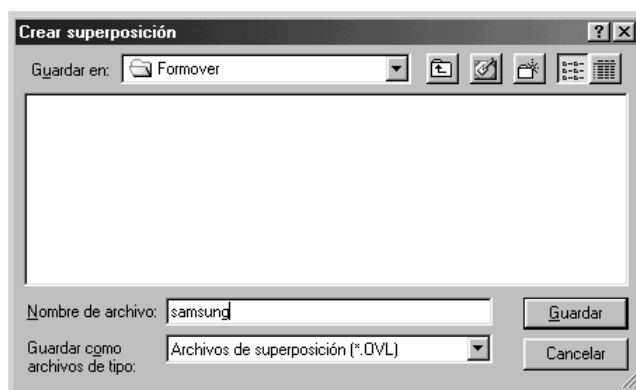 Crear superposición
Guardar en: Formover
Nombre de archivo: samsung Guardar
Guardar como archivos de tipo: Archivos de superposición (*.OVL) Cancelar